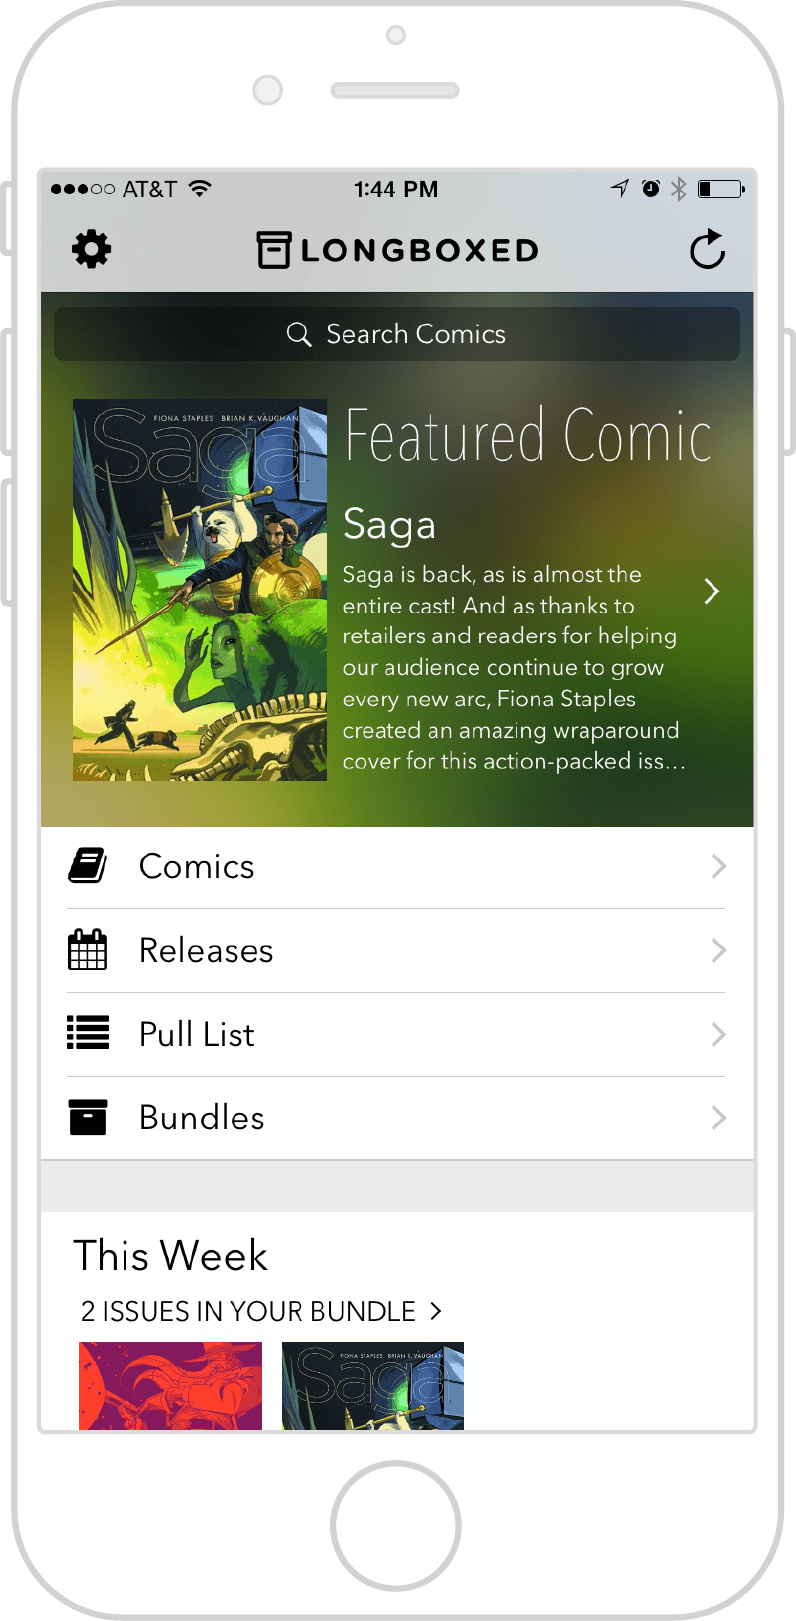 AT&T 1:44 PM
LONGBOXED
Search Comics
FIONA STAPLES BRIAN K. VAUGHAN
Saga
Featured Comic
Saga
Saga is back, as is almost the
entire cast! And as thanks to
retailers and readers for helping
our audience continue to grow
every new arc, Fiona Staples
created an amazing wraparound
cover for this action-packed iss...
Comics
Releases
Pull List
Bundles
This Week
2 ISSUES IN YOUR BUNDLE >
FIONA STAPLES BRIAN K. VAUGHAN
Saga